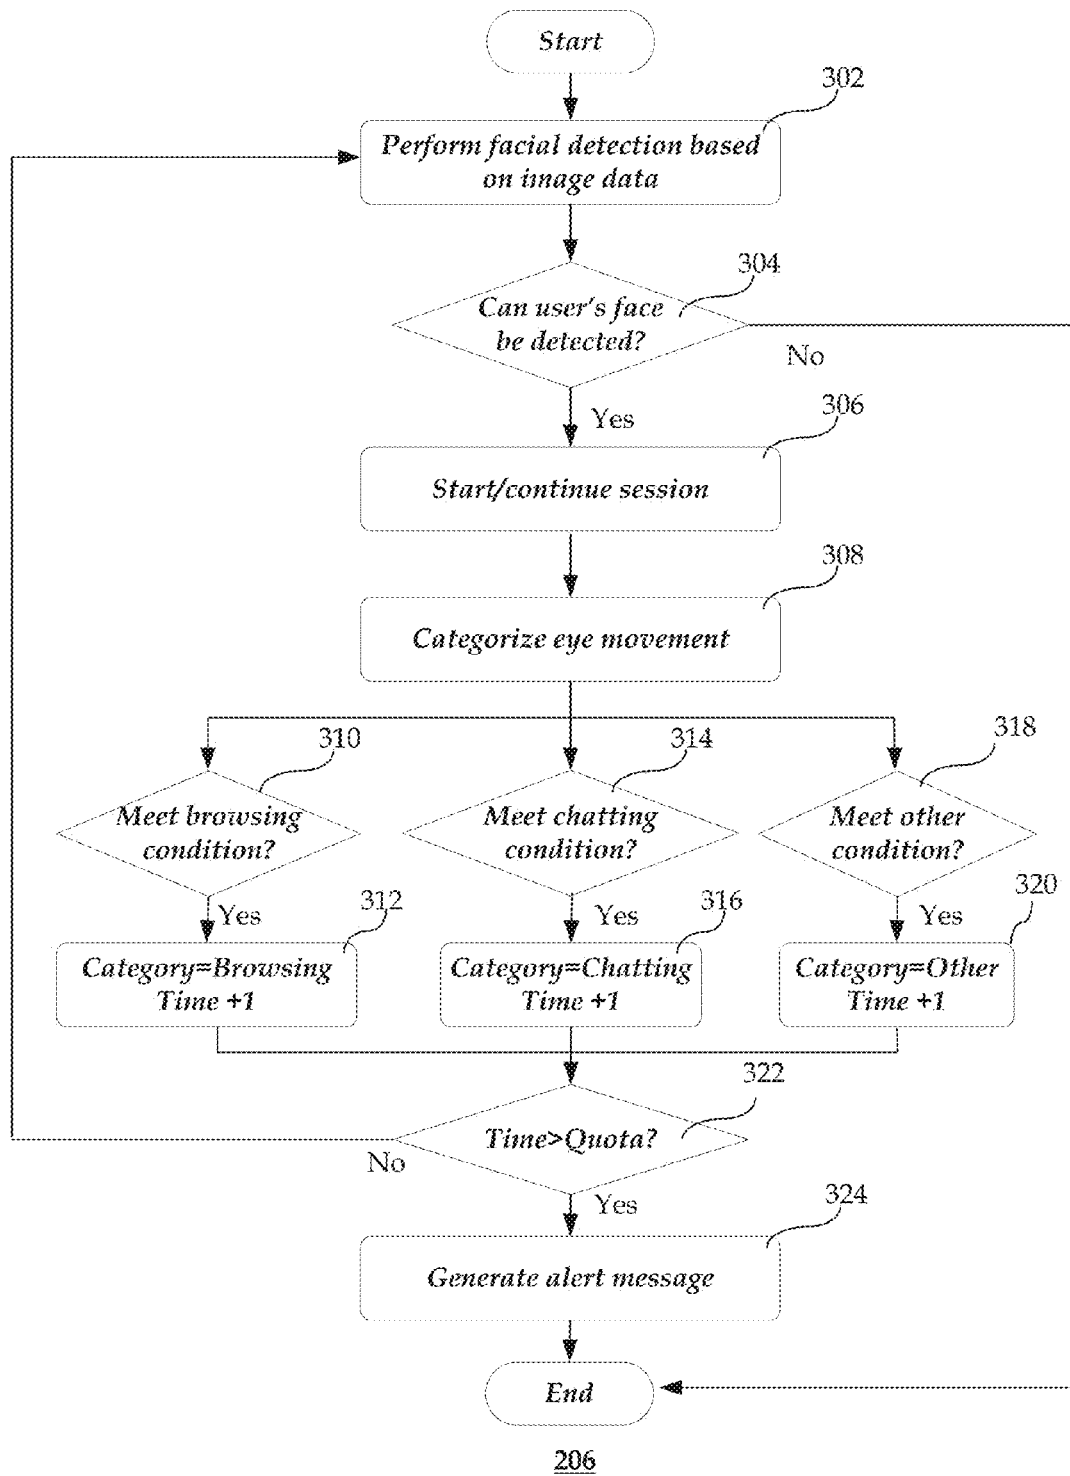 Start
302
Perform facial detection based
on image data
304
Can user's face
be detected?
No
Yes
306
Start/continue session
308
Categorize eye movement
310
314
318
Meet browsing
condition?
Meet chatting
condition?
Meet other
condition?
Yes
312
Yes
316
Yes
320
Category=Browsing
Time +1
Category=Chatting
Time +1
Category=Other
Time +1
322
Time>Quota?
No
Yes
324
Generate alert message
End
206